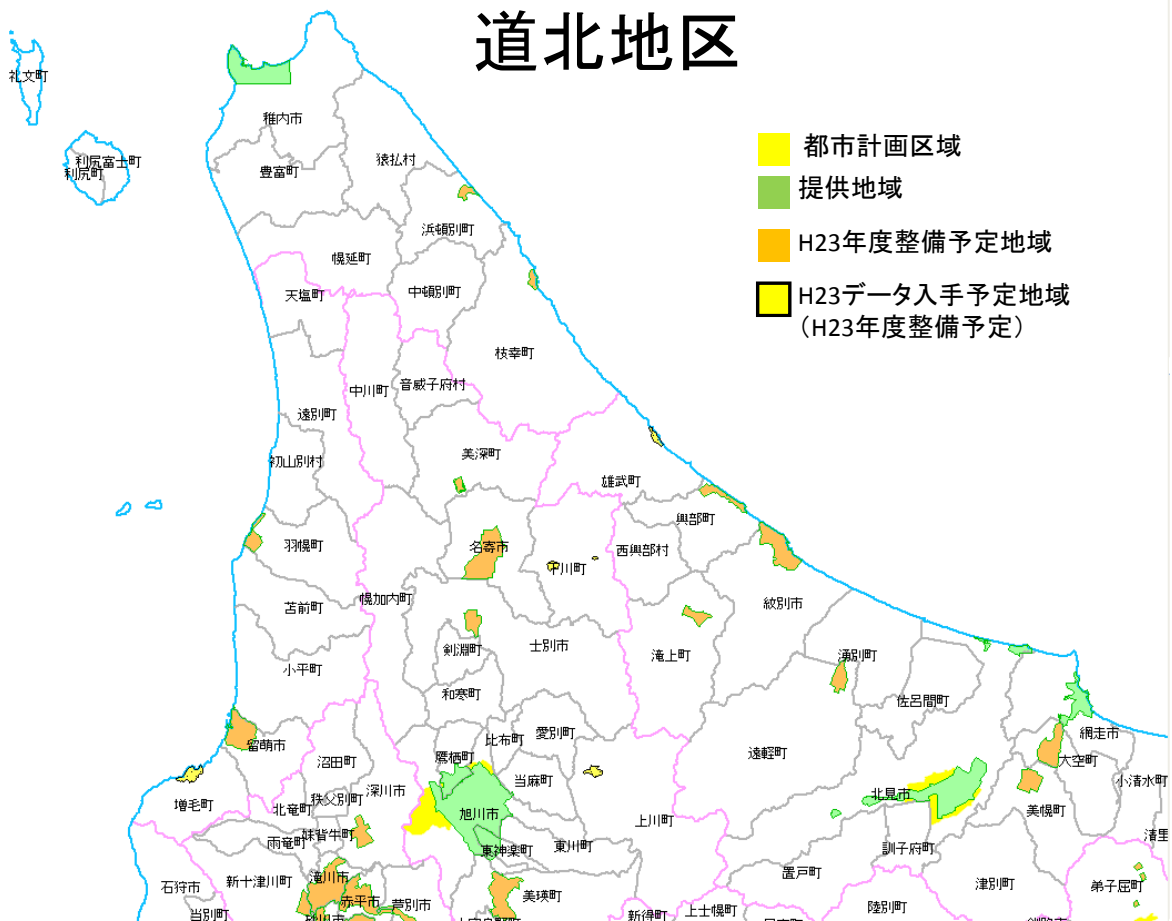 道北地区
礼文町
利尻富士町
利尻町
稚内市
豊富町
猿払村
浜頓別町
幌延町
天塩町
中頓別町
枝幸町
中川町
音威子府村
遠別町
初山別村
美深町
雄武町
興部町
西興部村
羽幌町
名寄市
下川町
苫前町
幌加内町
紋別市
剣淵町
士別市
滝上町
湧別町
小平町
和寒町
佐呂間町
留萌市
沼田町
鷹栖町
比布町
愛別町
遠軽町
網走市
大空町
小清水町
増毛町
北竜町
秩父別町
深川市
旭川市
当麻町
上川町
北見市
美幌町
雨竜町
妹背牛町
東神楽町
東川町
訓子府町
清里
石狩市
新十津川町
滝川市
赤平市
芦別市
美瑛町
置戸町
津別町
弟子屈町
当別町
砂川市
新得町
上士幌町
陸別町
都市計画区域
提供地域
H23年度整備予定地域
H23データ入手予定地域
（H23年度整備予定）